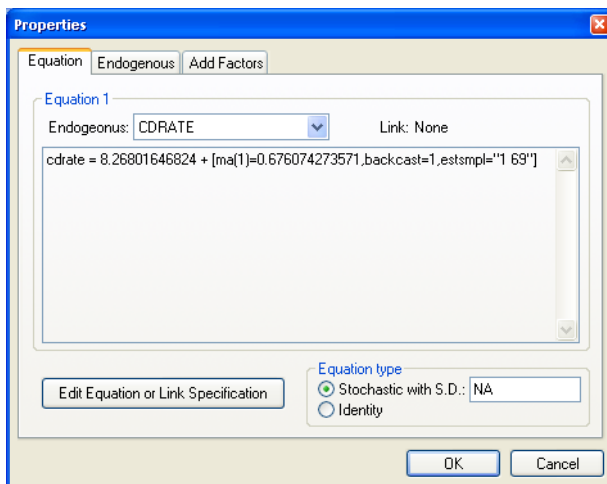 Properties
Equation Endogenous Add Factors
Equation 1
Endogeonus: CDRATE Link: None
cdrate = 8.26801646824 + [ma(1)=0.676074273571,backcast=1,estsmpl="1 69"]
Equation type
Edit Equation or Link Specification
Stochastic with S.D.: NA
Identity
OK Cancel